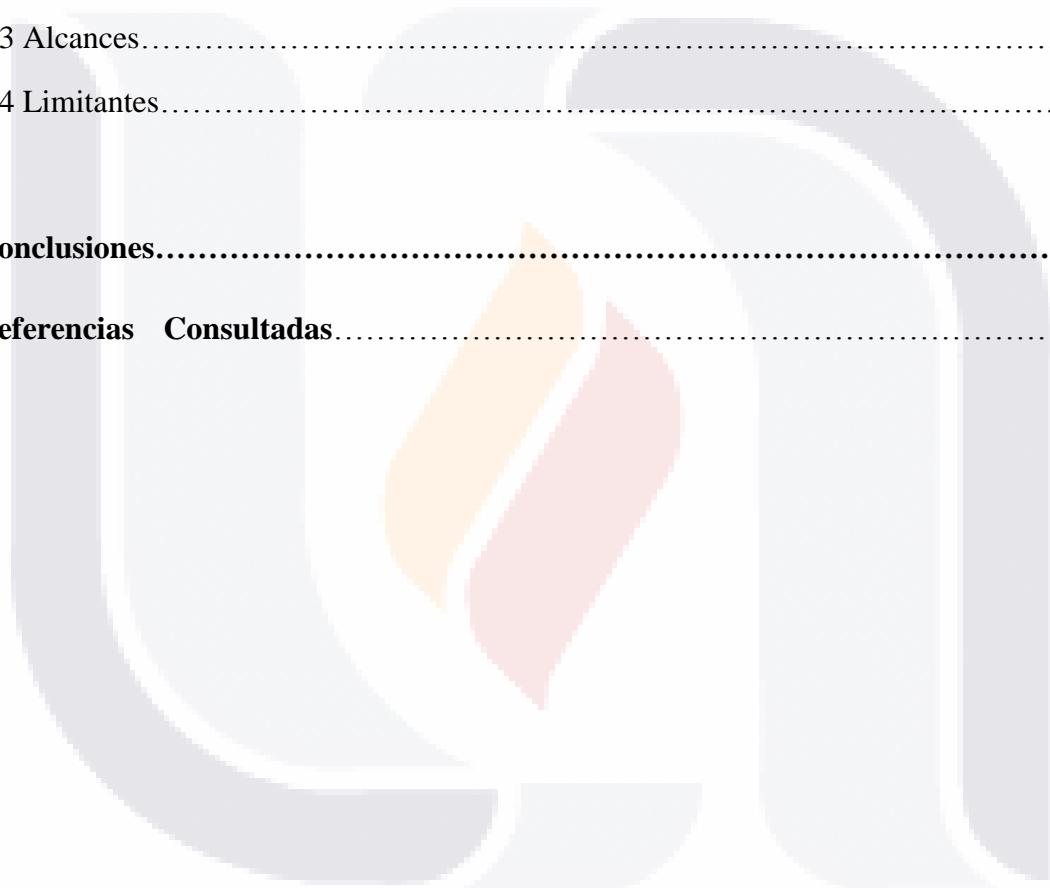 3 Alcances……………………………………………………………………………
4 Limitantes…………………………………………………………………………
onclusiones…………………………………………………………………………
eferencias Consultadas……………………………………………………………